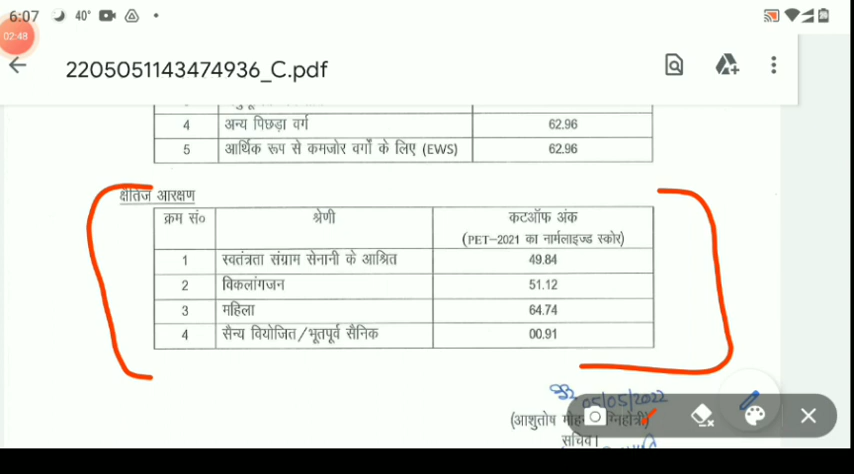 6:07 40°
02:48
2205051143474936_C.pdf
4 अन्य पिछड़ा वर्ग 62.96
5 आर्थिक रूप से कमजोर वर्गों के लिए (EWS) 62.96
क्षैतिज आरक्षण
क्रम सं० श्रेणी कटऑफ अंक
(PET-2021 का नार्मलाइज्ड स्कोर)
1 स्वतंत्रता संग्राम सेनानी के आश्रित 49.84
2 विकलांगजन 51.12
3 महिला 64.74
4 सैन्य वियोजित/भूतपूर्व सैनिक 00.91
05/05/2022
(आशुतोष
सचिव।